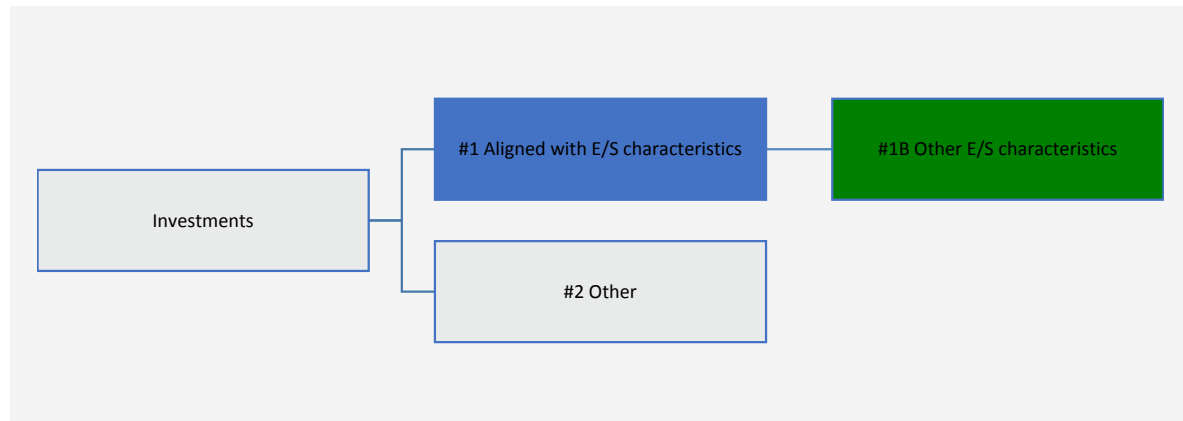 #1 Aligned with E/S characteristics
#1B Other E/S characteristics
Investments
#2 Other